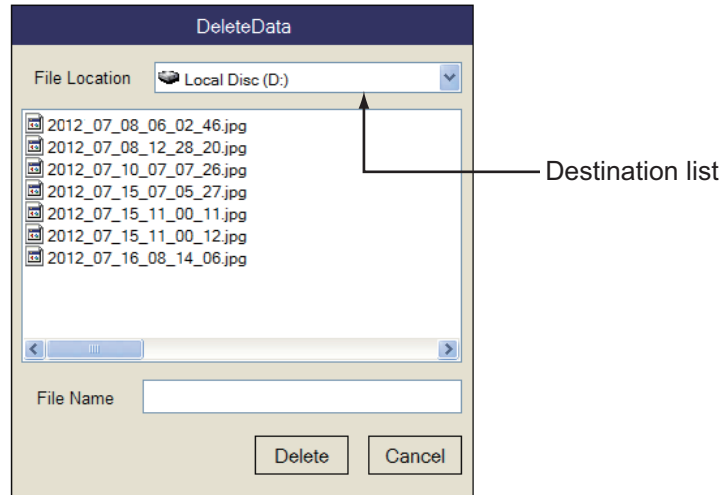 DeleteData
File Location
Local Disc (D:)
2012_07_08_06_02_46.jpg
2012_07_08_12_28_20.jpg
2012_07_10_07_07_26.jpg
2012_07_15_07_05_27.jpg
2012_07_15_11_00_11.jpg
2012_07_15_11_00_12.jpg
2012_07_16_08_14_06.jpg
Destination list
File Name
Delete
Cancel